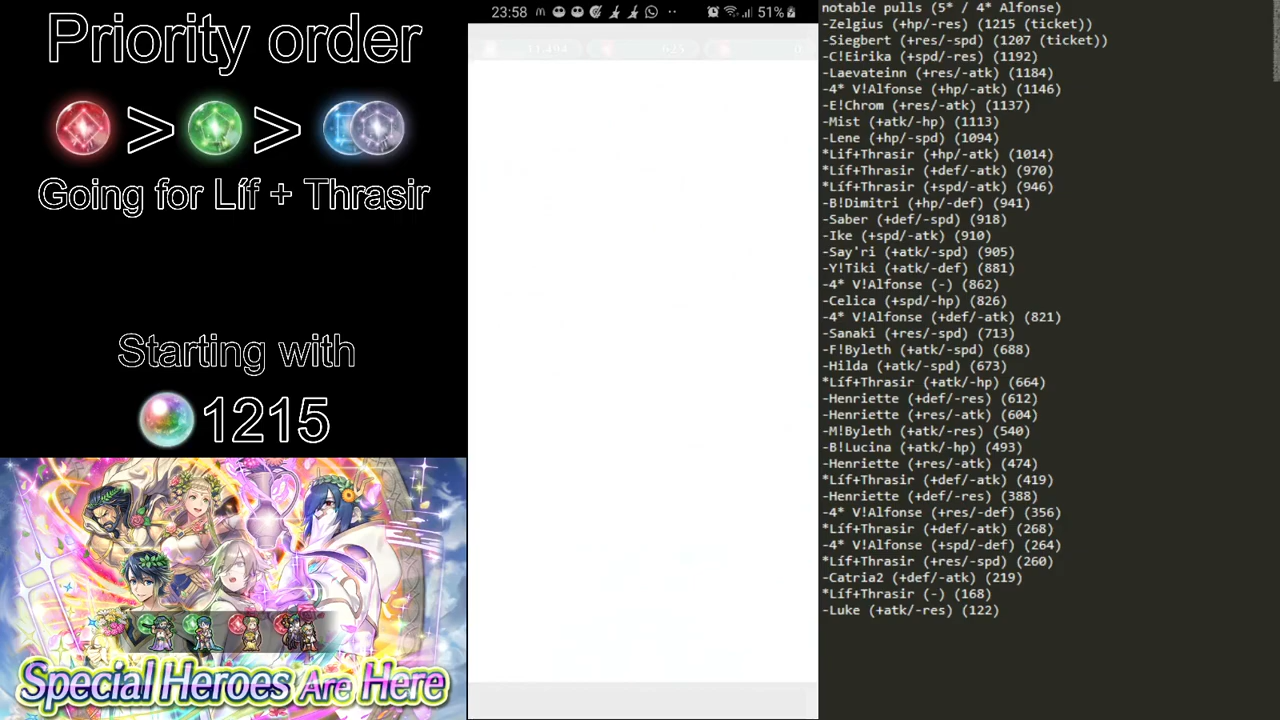 Priority order
> > 
Going for Líf + Thrasir
Starting with
1215
Special Heroes Are Here
23:58
51%
notable pulls (5* / 4* Alfonse)
-Zelgius (+hp/-res) (1215 (ticket))
-Siegbert (+res/-spd) (1207 (ticket))
-C!Eirika (+spd/-res) (1192)
-Laevateinn (+res/-atk) (1184)
-4* V!Alfonse (+hp/-atk) (1146)
-E!Chrom (+res/-atk) (1137)
-Mist (+atk/-hp) (1113)
-Lene (+hp/-spd) (1094)
*Lif+Thrasir (+hp/-atk) (1014)
*Líf+Thrasir (+def/-atk) (970)
*Líf+Thrasir (+spd/-atk) (946)
-B!Dimitri (+hp/-def) (941)
-Saber (+def/-spd) (918)
-Ike (+spd/-atk) (910)
-Say'ri (+atk/-spd) (905)
-Y!Tiki (+atk/-def) (881)
-4* V!Alfonse (-) (862)
-Celica (+spd/-hp) (826)
-4* V!Alfonse (+def/-atk) (821)
-Sanaki (+res/-spd) (713)
-F!Byleth (+atk/-spd) (688)
-Hilda (+atk/-spd) (673)
*Líf+Thrasir (+atk/-hp) (664)
-Henriette (+def/-res) (612)
-Henriette (+res/-atk) (604)
-M!Byleth (+atk/-res) (540)
-B!Lucina (+atk/-hp) (493)
-Henriette (+res/-atk) (474)
*Líf+Thrasir (+def/-atk) (419)
-Henriette (+def/-res) (388)
-4* V!Alfonse (+res/-def) (356)
*Líf+Thrasir (+def/-atk) (268)
-4* V!Alfonse (+spd/-def) (264)
*Líf+Thrasir (+res/-spd) (260)
-Catria2 (+def/-atk) (219)
*Líf+Thrasir (-) (168)
-Luke (+atk/-res) (122)